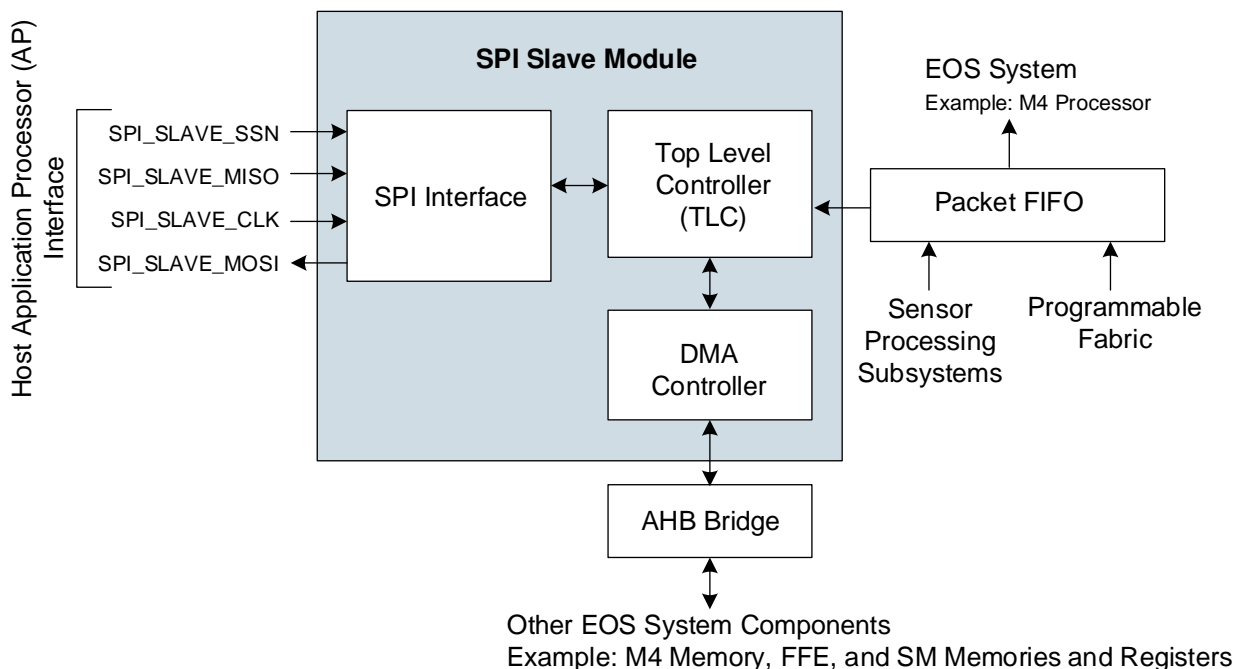 Host Application Processor (AP)
Interface
SPI_SLAVE_SSN
SPI_SLAVE_MISO
SPI_SLAVE_CLK
SPI_SLAVE_MOSI
SPI Slave Module
SPI Interface
Top Level
Controller
(TLC)
DMA
Controller
AHB Bridge
EOS System
Example: M4 Processor
Packet FIFO
Sensor
Processing
Subsystems
Programmable
Fabric
Other EOS System Components
Example: M4 Memory, FFE, and SM Memories and Registers